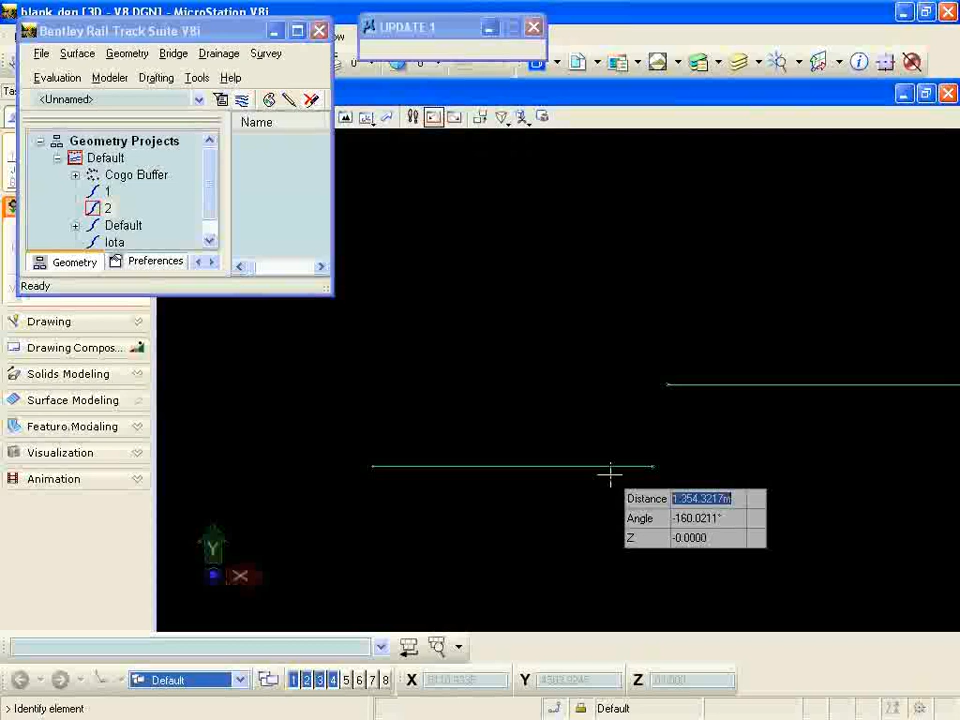 blank.dgn [3D - V8 DGN] - MicroStation V8i
Bentley Rail Track Suite V8i
UPDATE 1
File Surface Geometry Bridge Drainage Survey
Evaluation Modeler Drafting Tools Help
<Unnamed>
Name
Geometry Projects
Default
Cogo Buffer
1
2
Default
Iota
Geometry Preferences
Ready
Drawing
Drawing Compos...
Solids Modeling
Surface Modeling
Feature Modeling
Visualization
Animation
Distance 1,354.3217m
Angle -160.0211°
Z -0.0000
Y
X
Default 1 2 3 4 5 6 7 8 X Y Z
> Identify element Default